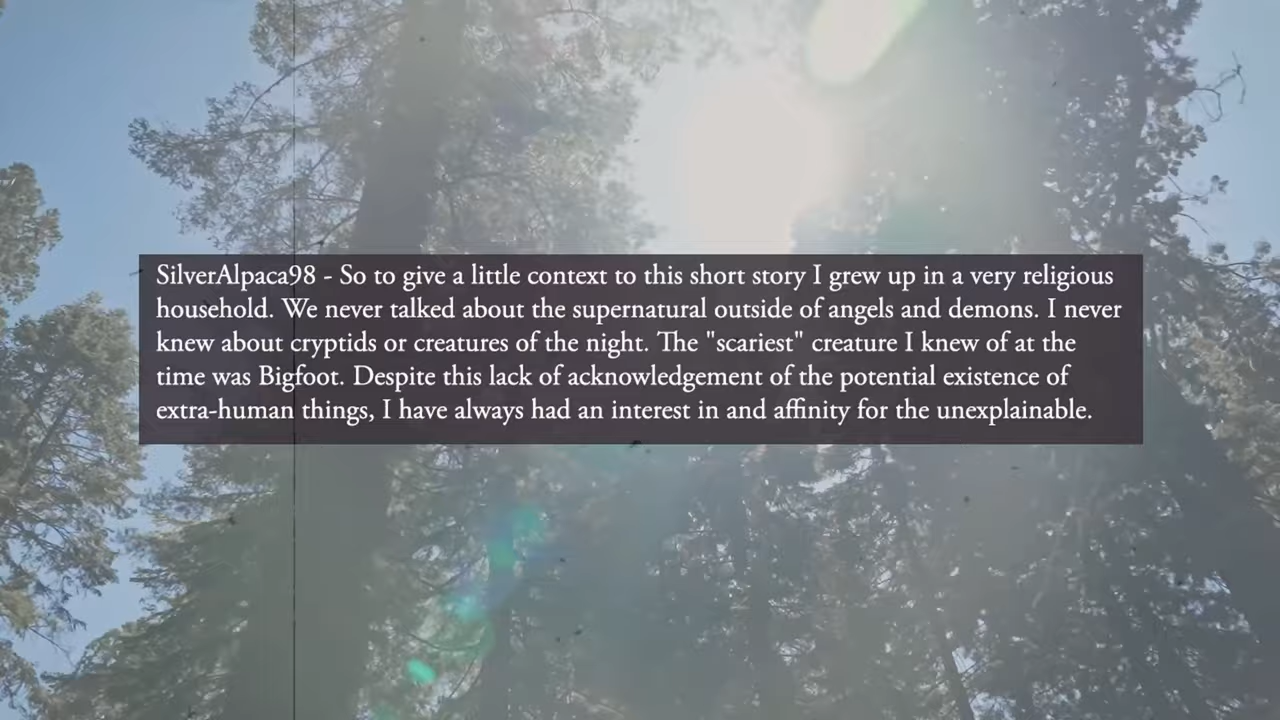 SilverAlpaca98 - So to give a little context to this short story I grew up in a very religious
household. We never talked about the supernatural outside of angels and demons. I never
knew about cryptids or creatures of the night. The "scariest" creature I knew of at the
time was Bigfoot. Despite this lack of acknowledgement of the potential existence of
extra-human things, I have always had an interest in and affinity for the unexplainable.